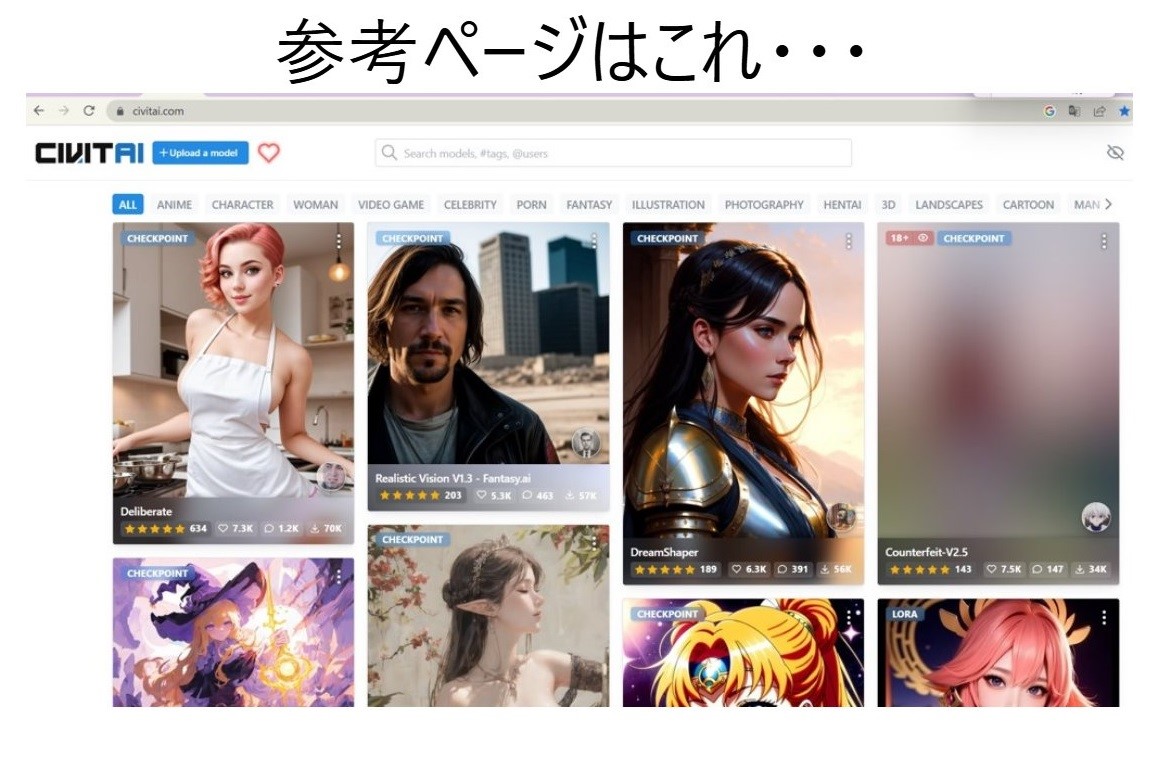 参考ページはこれ・・・
civitai.com
CIVITAI +Upload a model Search models, #tags, @users
ALL ANIME CHARACTER WOMAN VIDEO GAME CELEBRITY PORN FANTASY ILLUSTRATION PHOTOGRAPHY HENTAI 3D LANDSCAPES CARTOON MAN
CHECKPOINT
Deliberate
634 7.3K 1.2K 70K
CHECKPOINT
Realistic Vision V1.3 - Fantasy.ai
203 5.3K 463 57K
CHECKPOINT
DreamShaper
189 6.3K 391 56K
18+ CHECKPOINT
Counterfeit-V2.5
143 7.5K 147 34K
CHECKPOINT
CHECKPOINT
CHECKPOINT
LORA